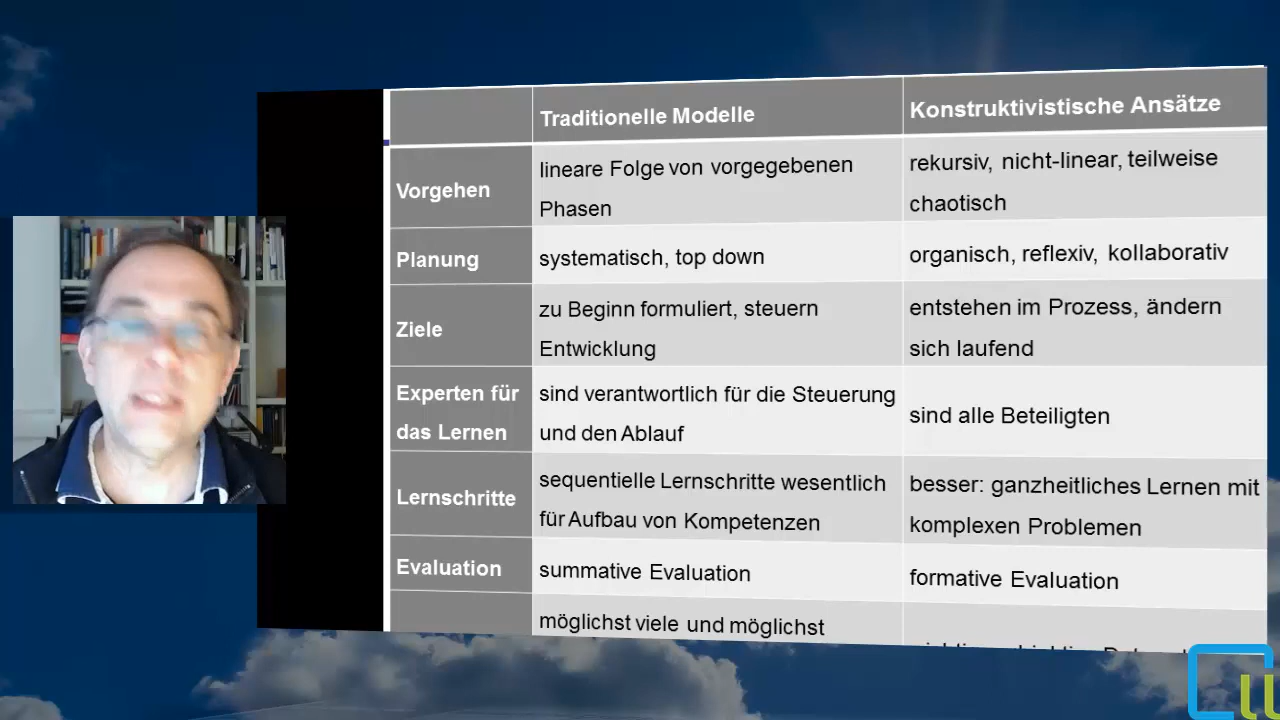 Traditionelle Modelle
Konstruktivistische Ansätze
Vorgehen
lineare Folge von vorgegebenen
Phasen
rekursiv, nicht-linear, teilweise
chaotisch
Planung
systematisch, top down
organisch, reflexiv, kollaborativ
Ziele
zu Beginn formuliert, steuern
Entwicklung
entstehen im Prozess, ändern
sich laufend
Experten für
das Lernen
sind verantwortlich für die Steuerung
und den Ablauf
sind alle Beteiligten
Lernschritte
sequentielle Lernschritte wesentlich
für Aufbau von Kompetenzen
besser: ganzheitliches Lernen mit
komplexen Problemen
Evaluation
summative Evaluation
formative Evaluation
möglichst viele und möglichst